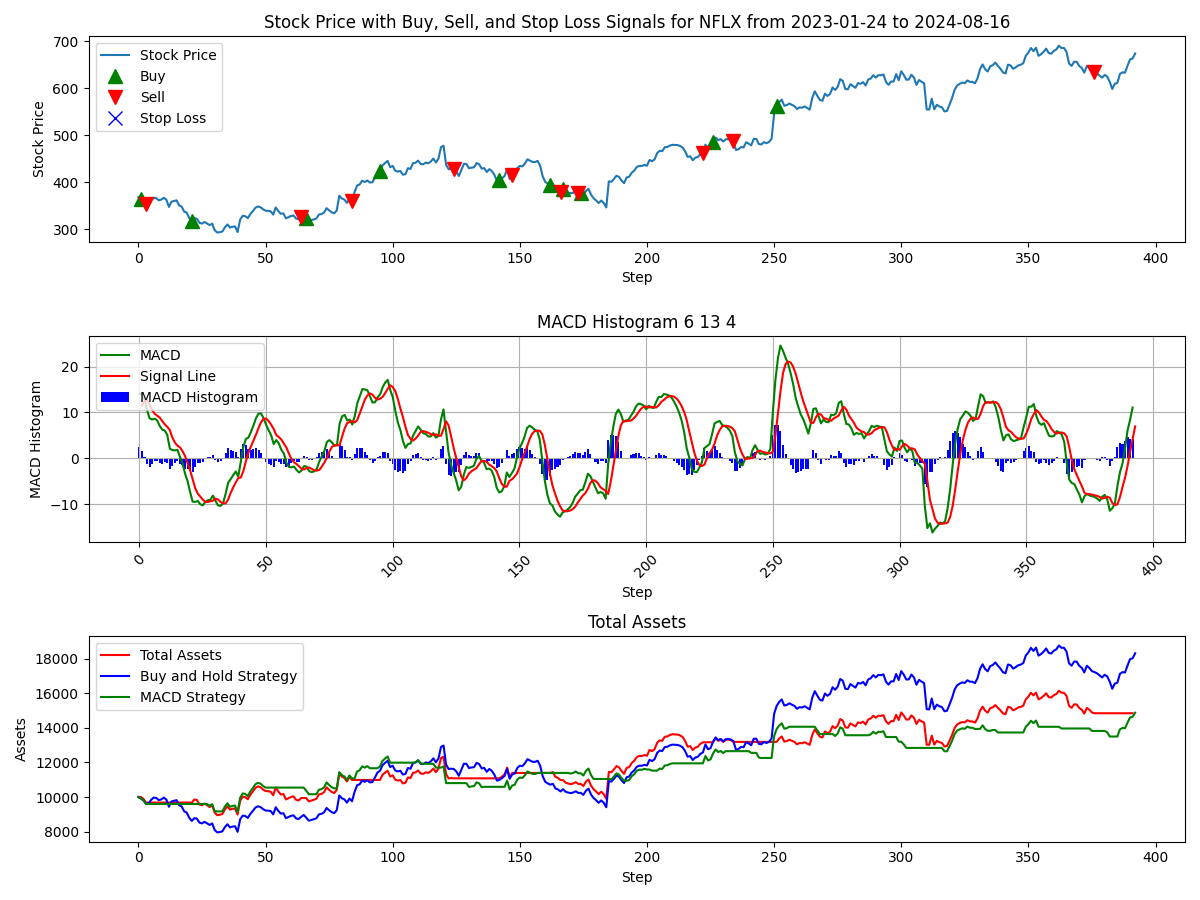 Stock Price with Buy, Sell, and Stop Loss Signals for NFLX from 2023-01-24 to 2024-08-16
Stock Price
Buy
Sell
Stop Loss
Stock Price
700
600
500
400
300
0 50 100 150 200 250 300 350 400
Step
MACD Histogram 6 13 4
MACD
Signal Line
MACD Histogram
MACD Histogram
20
10
0
−10
0 50 100 150 200 250 300 350 400
Step
Total Assets
Total Assets
Buy and Hold Strategy
MACD Strategy
Assets
18000
16000
14000
12000
10000
8000
0 50 100 150 200 250 300 350 400
Step